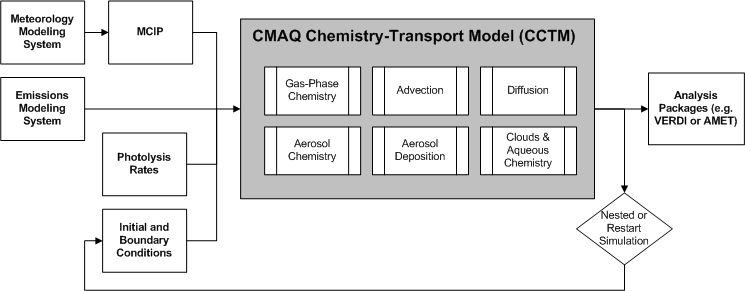 Meteorology
Modeling
System
MCIP
CMAQ Chemistry-Transport Model (CCTM)
Gas-Phase
Chemistry
Advection
Diffusion
Emissions
Modeling
System
Analysis
Packages (e.g.
VERDI or AMET)
Photolysis
Rates
Aerosol
Chemistry
Aerosol
Deposition
Clouds &
Aqueous
Chemistry
Initial and
Boundary
Conditions
Nested or
Restart
Simulation